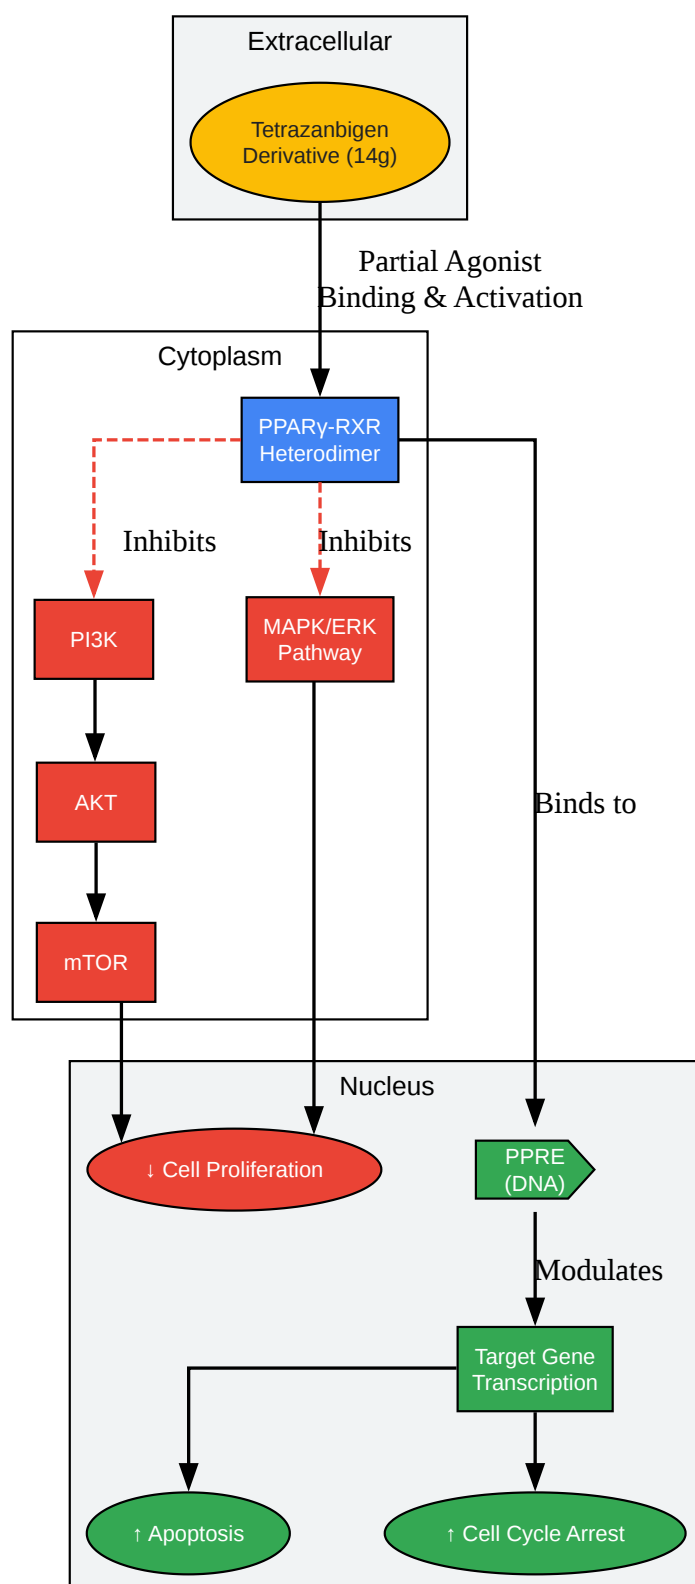 Extracellular
Tetrazanbigen
Derivative (14g)
Partial Agonist
Binding & Activation
Cytoplasm
PPARγ-RXR
Heterodimer
Inhibits
Inhibits
PI3K
MAPK/ERK
Pathway
AKT
Binds to
mTOR
Nucleus
↓ Cell Proliferation
PPRE
(DNA)
Modulates
Target Gene
Transcription
↑ Apoptosis
↑ Cell Cycle Arrest